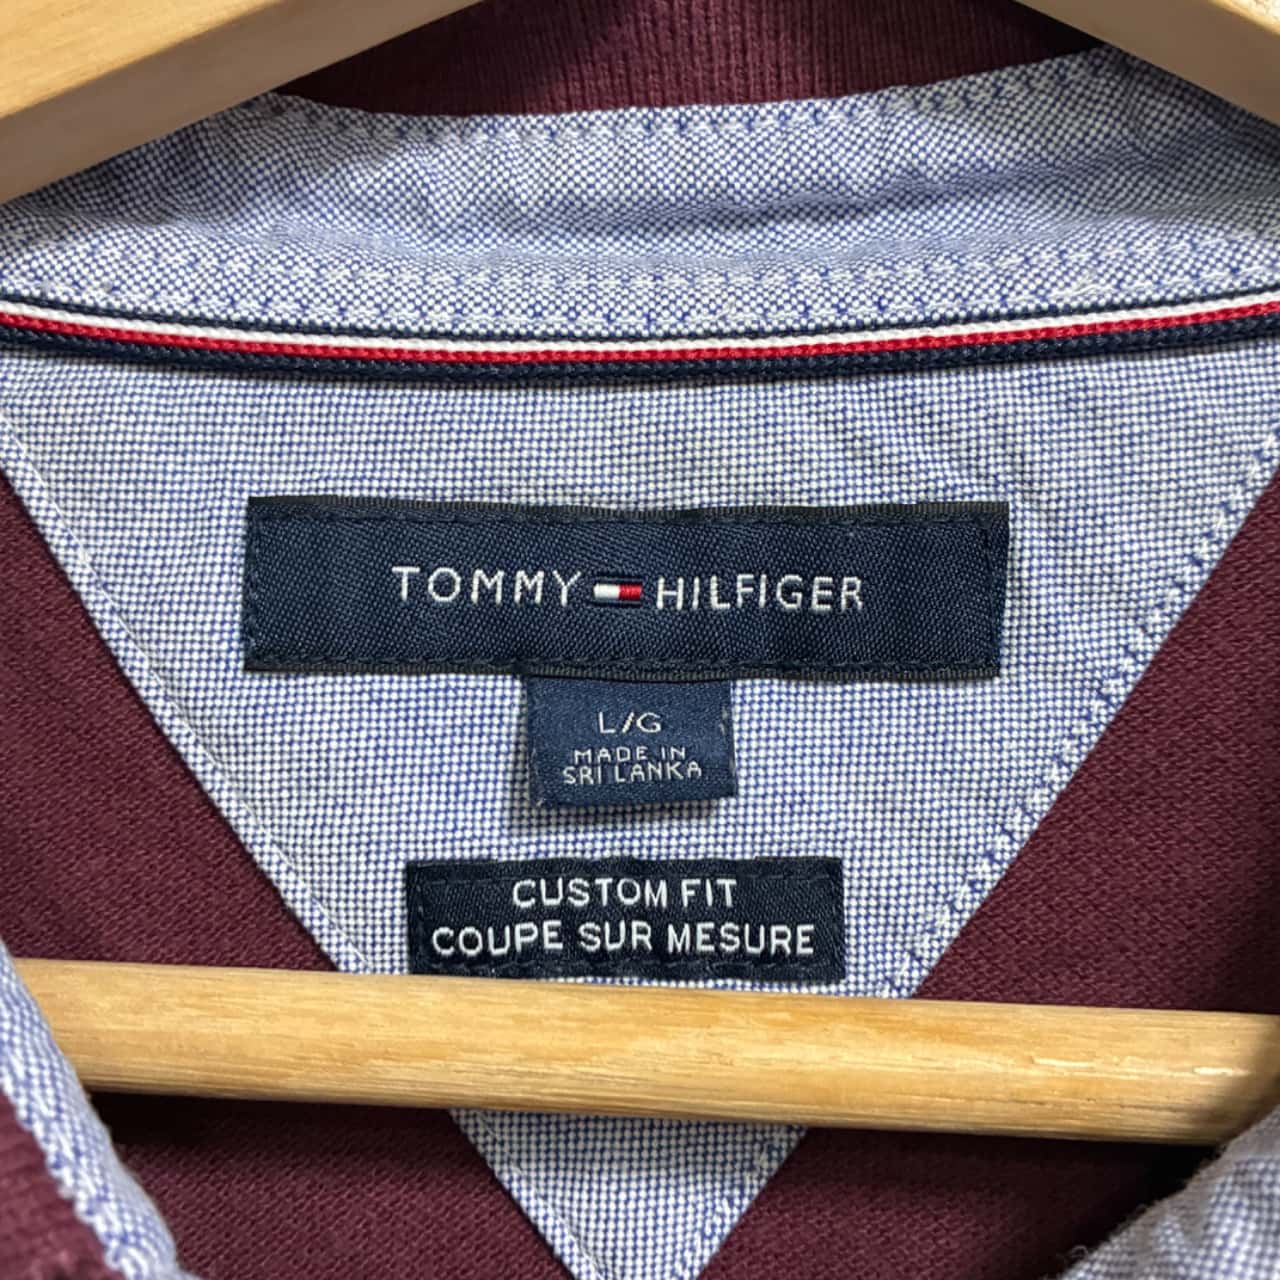 TOMMY HILFIGER
L/G
MADE IN
SRI LANKA
CUSTOM FIT
COUPE SUR MESURE